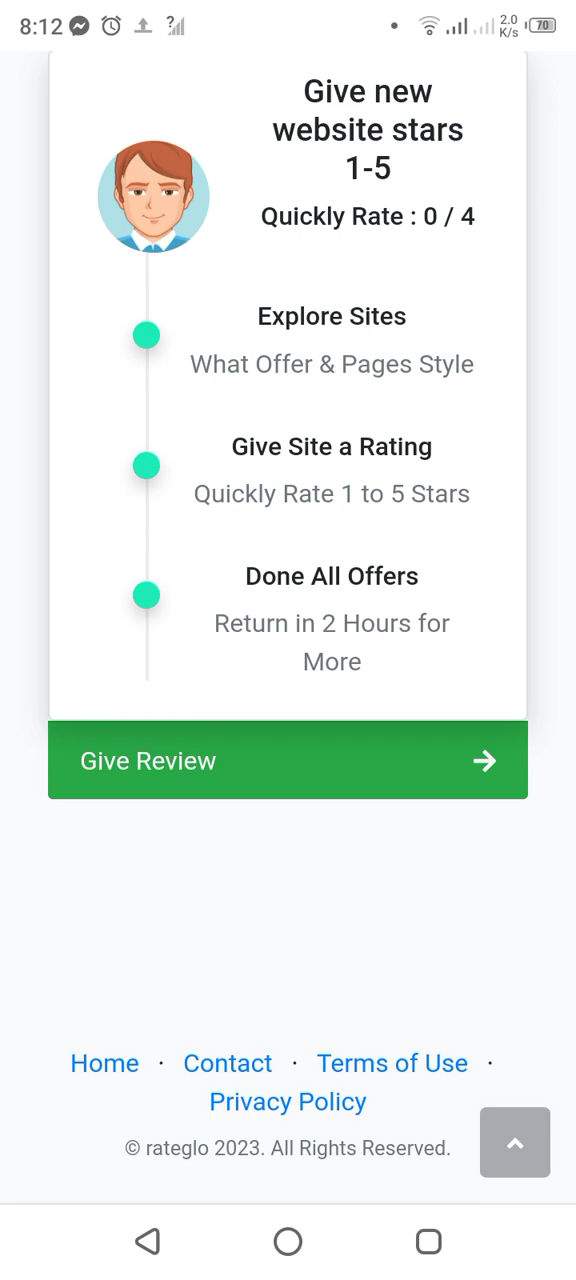 8:12
2.0
K/s
70
Give new
website stars
1-5
Quickly Rate : 0 / 4
Explore Sites
What Offer & Pages Style
Give Site a Rating
Quickly Rate 1 to 5 Stars
Done All Offers
Return in 2 Hours for
More
Give Review
Home · Contact · Terms of Use ·
Privacy Policy
© rateglo 2023. All Rights Reserved.